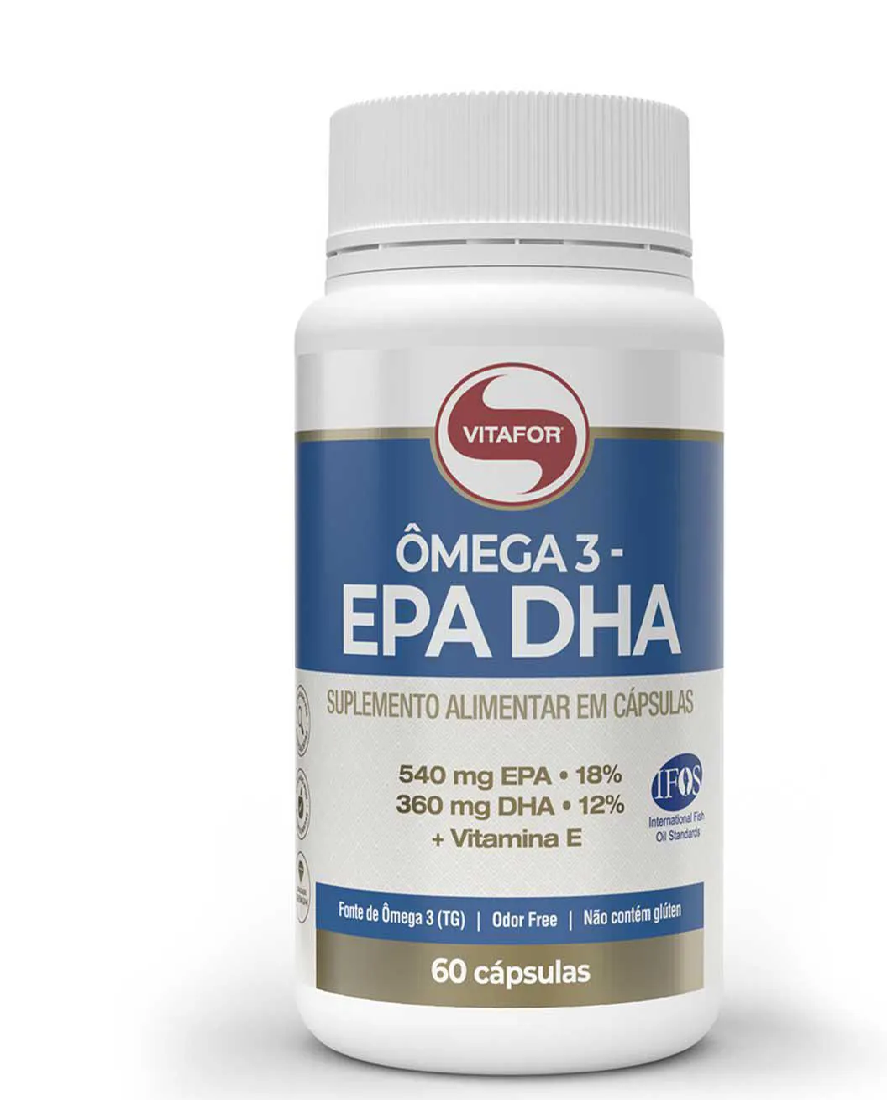 VITAFOR
ÔMEGA 3 -
EPA DHA
SUPLEMENTO ALIMENTAR EM CÁPSULAS
540 mg EPA • 18%
360 mg DHA • 12%
+ Vitamina E
IFOS
International Fish
Oil Standards
Fonte de Ômega 3 (TG) | Odor Free | Não contém glúten
60 cápsulas